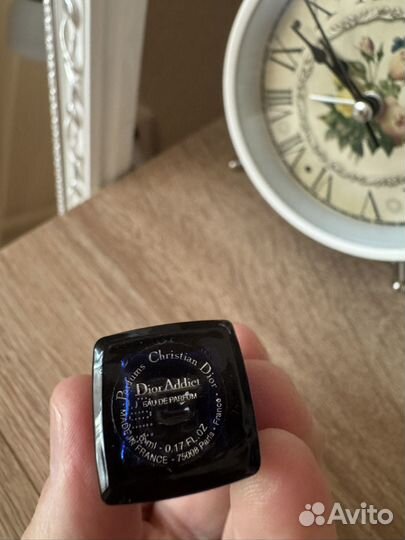 Parfums Christian Dior
Dior Addict
EAU DE PARFUM
5ml - 0.17 FL.OZ
MADE IN FRANCE - 75008 Paris - France
Avito